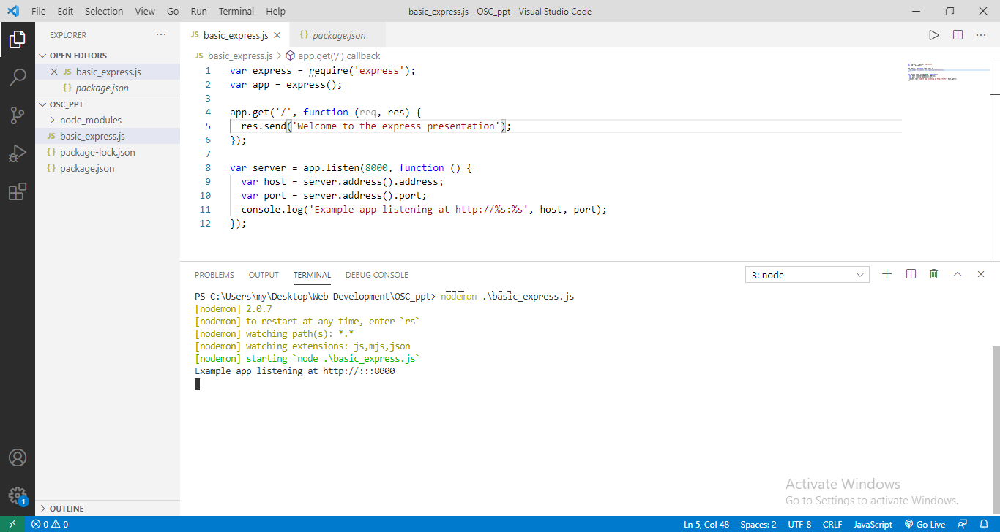 File Edit Selection View Go Run Terminal Help basic_express.js - OSC_ppt - Visual Studio Code
EXPLORER ...
OPEN EDITORS
JS basic_express.js
{} package.json
OSC_PPT
node_modules
JS basic_express.js
{} package-lock.json
{} package.json
OUTLINE
JS basic_express.js {} package.json
JS basic_express.js > app.get('/') callback
1 var express = require('express');
2 var app = express();
3
4 app.get('/', function (req, res) {
5 res.send('Welcome to the express presentation');
6 });
7
8 var server = app.listen(8000, function () {
9 var host = server.address().address;
10 var port = server.address().port;
11 console.log('Example app listening at http://%s:%s', host, port);
12 });
PROBLEMS OUTPUT TERMINAL DEBUG CONSOLE 3: node
PS C:\Users\my\Desktop\Web Development\OSC_ppt> nodemon .\basic_express.js
[nodemon] 2.0.7
[nodemon] to restart at any time, enter `rs`
[nodemon] watching path(s): *.*
[nodemon] watching extensions: js,mjs,json
[nodemon] starting `node .\basic_express.js`
Example app listening at http://:::8000
Activate Windows
Go to Settings to activate Windows.
1
0 0 Ln 5, Col 48 Spaces: 2 UTF-8 CRLF JavaScript Go Live